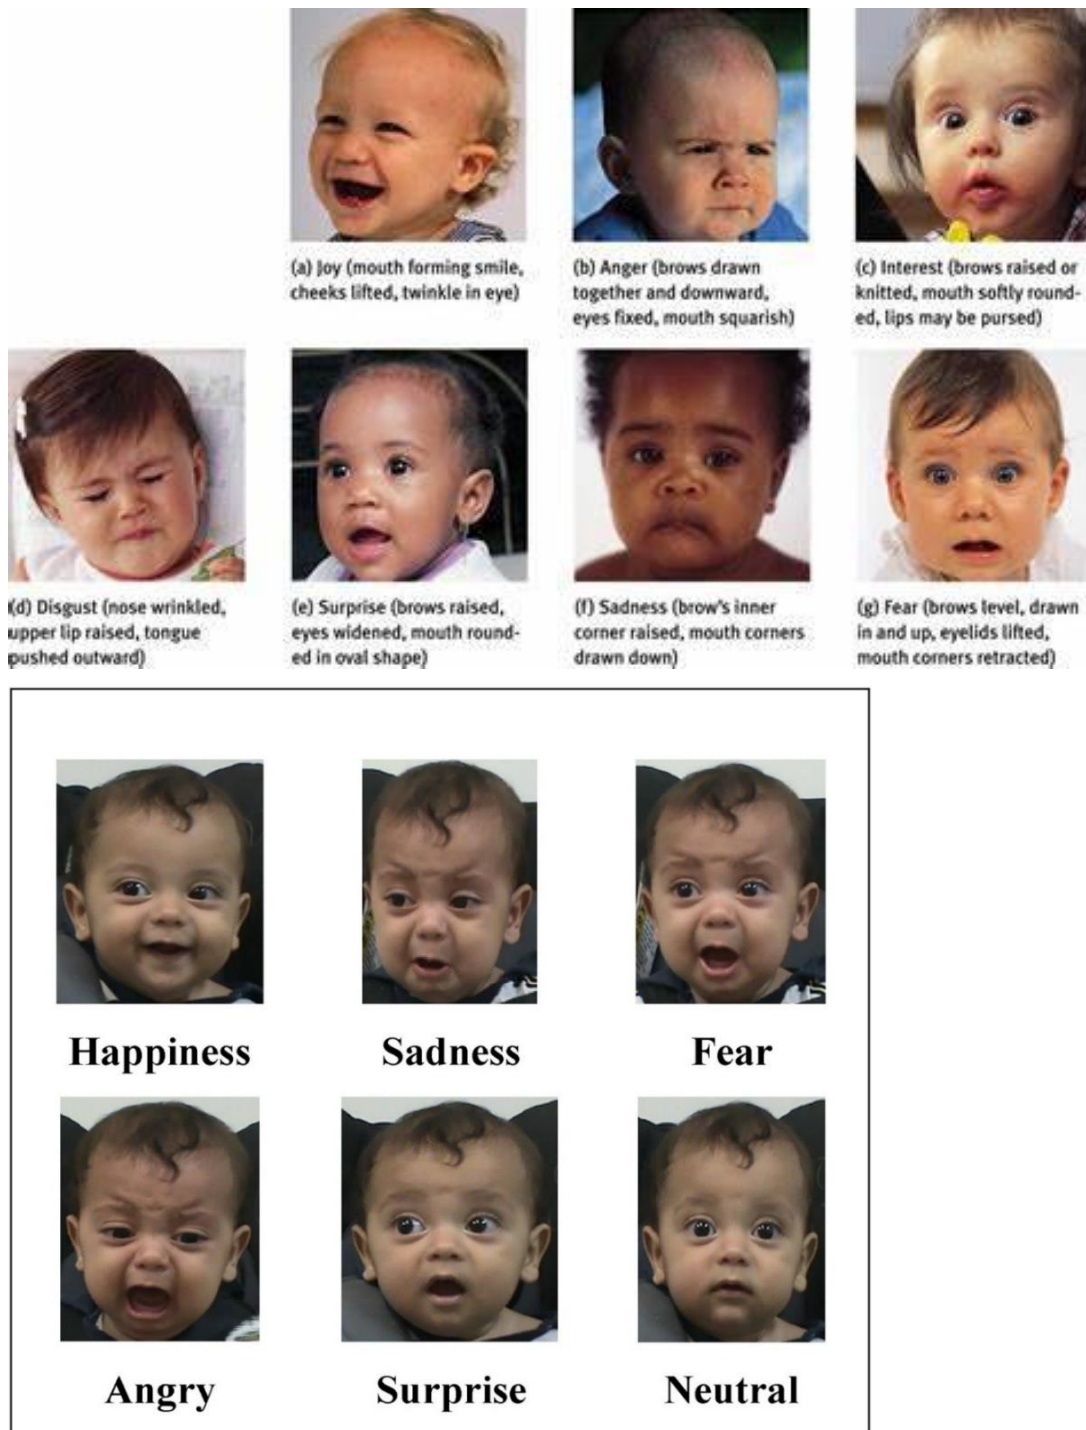 (a) Joy (mouth forming smile,
cheeks lifted, twinkle in eye)
(b) Anger (brows drawn
together and downward,
eyes fixed, mouth squarish)
(c) Interest (brows raised or
knitted, mouth softly round-
ed, lips may be pursed)
(d) Disgust (nose wrinkled,
upper lip raised, tongue
pushed outward)
(e) Surprise (brows raised,
eyes widened, mouth round-
ed in oval shape)
(f) Sadness (brow's inner
corner raised, mouth corners
drawn down)
(g) Fear (brows level, drawn
in and up, eyelids lifted,
mouth corners retracted)
Happiness
Sadness
Fear
Angry
Surprise
Neutral